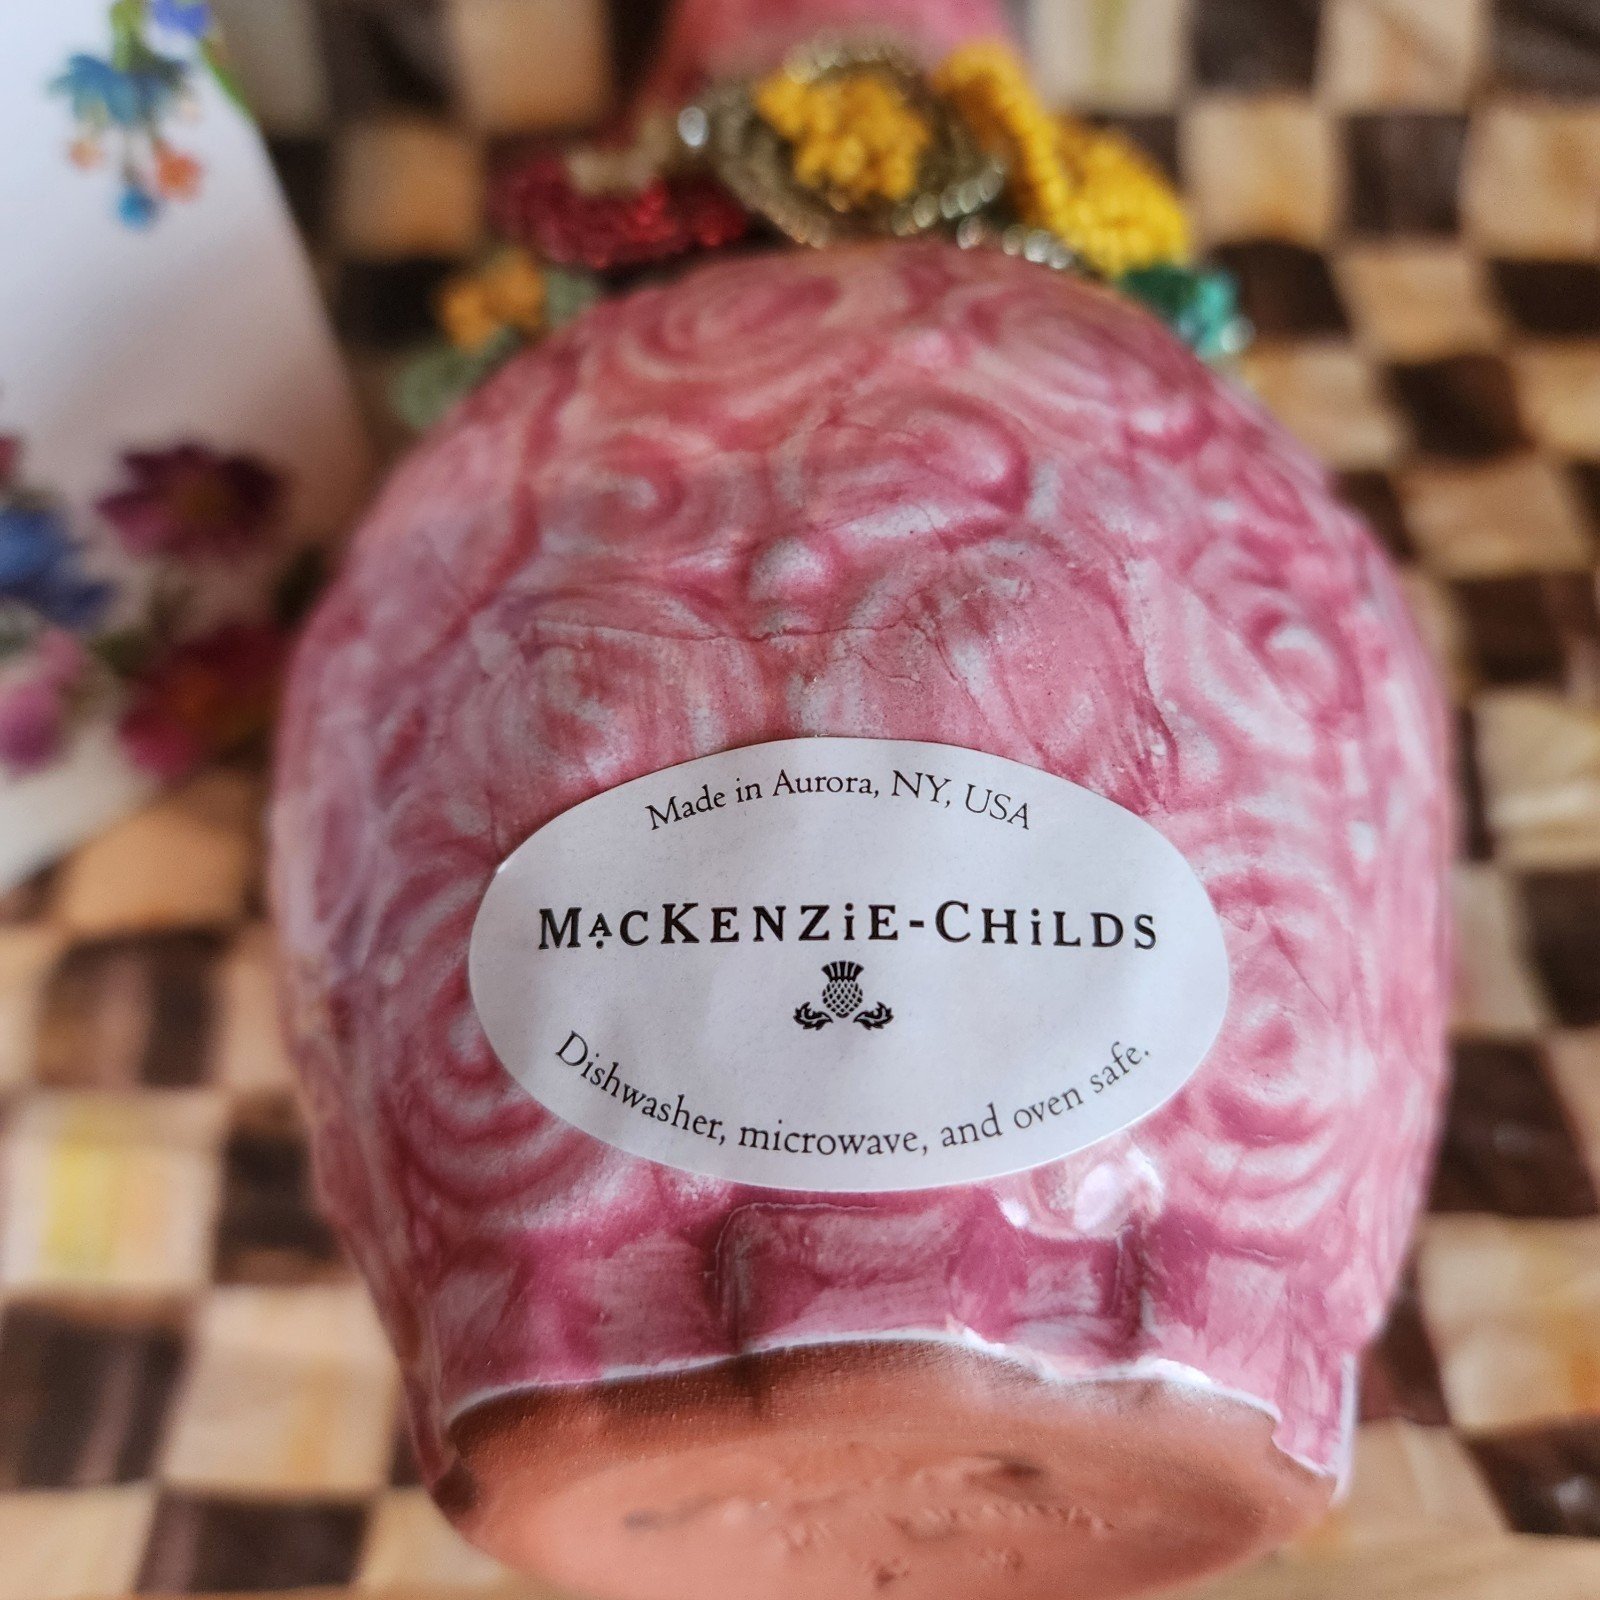 Made in Aurora, NY, USA
MACKENZiE-CHiLDS
Dishwasher, microwave, and oven safe.